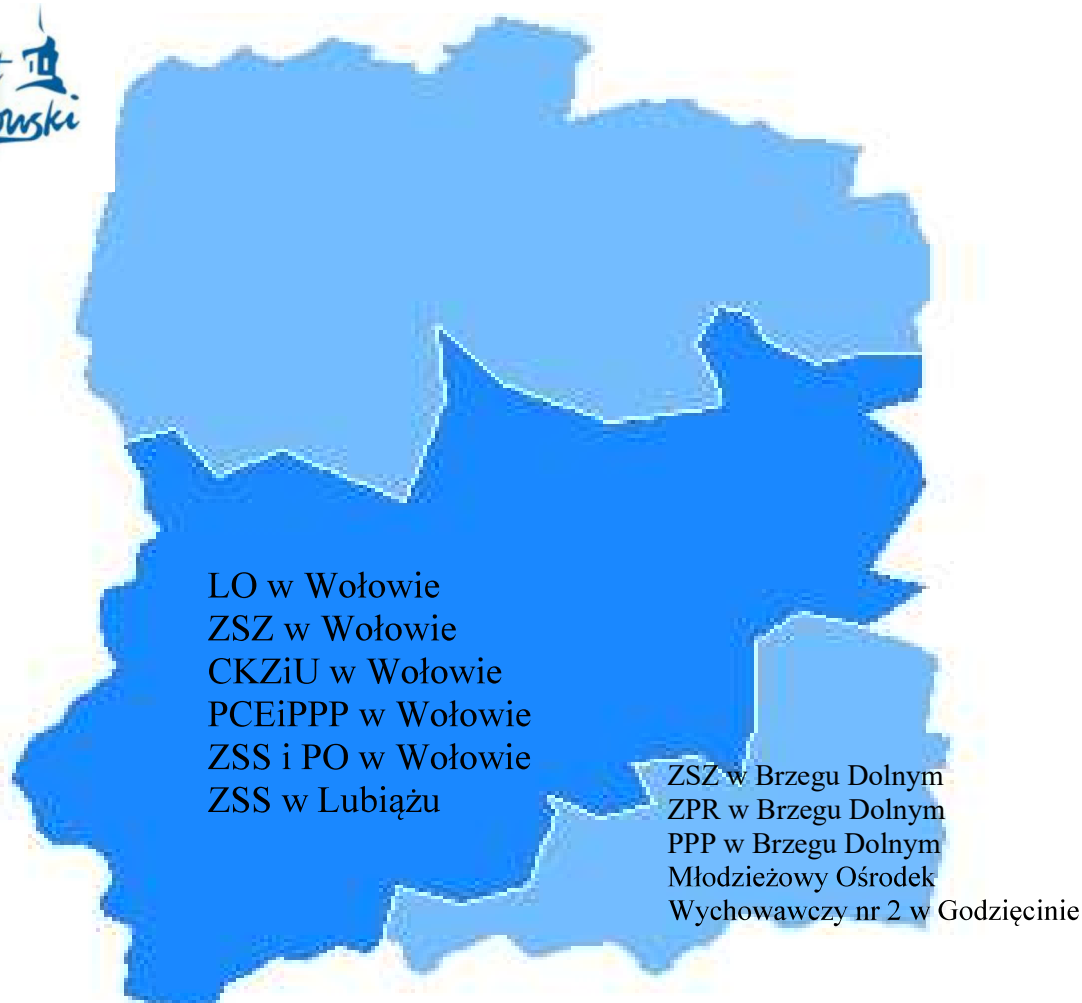 LO w Wołowie
ZSZ w Wołowie
CKZiU w Wołowie
PCEiPPP w Wołowie
ZSS i PO w Wołowie
ZSS w Lubiążu
ZSZ w Brzegu Dolnym
ZPR w Brzegu Dolnym
PPP w Brzegu Dolnym
Młodzieżowy Ośrodek
Wychowawczy nr 2 w Godzięcinie